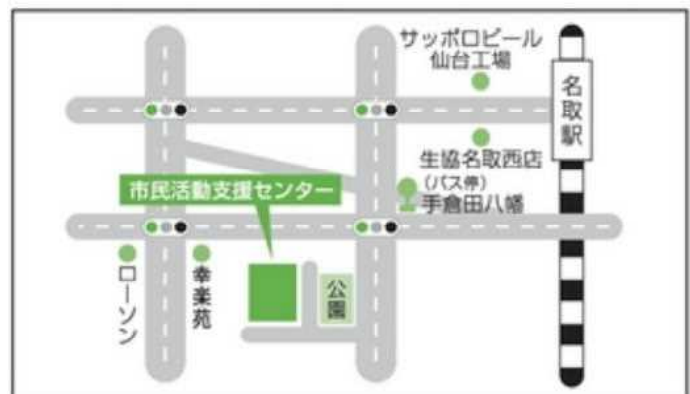 サッポロビール
仙台工場
名取駅
生協名取西店
(バス停)
手倉田八幡
市民活動支援センター
ローソン
幸楽苑
公園